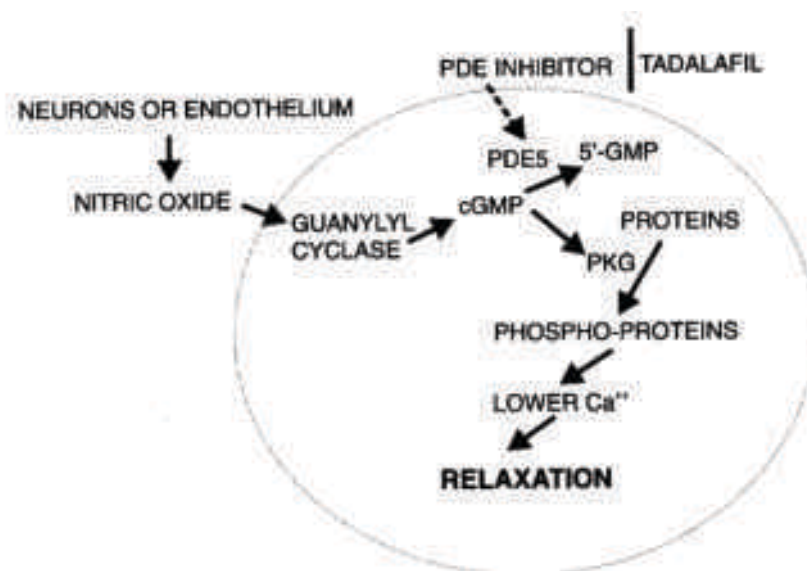 PDE INHIBITOR
TADALAFIL
NEURONS OR ENDOTHELIUM
PDE5
5'-GMP
NITRIC OXIDE
cGMP
GUANYLYL
CYCLASE
PROTEINS
PKG
PHOSPHO-PROTEINS
LOWER Ca⁺⁺
RELAXATION